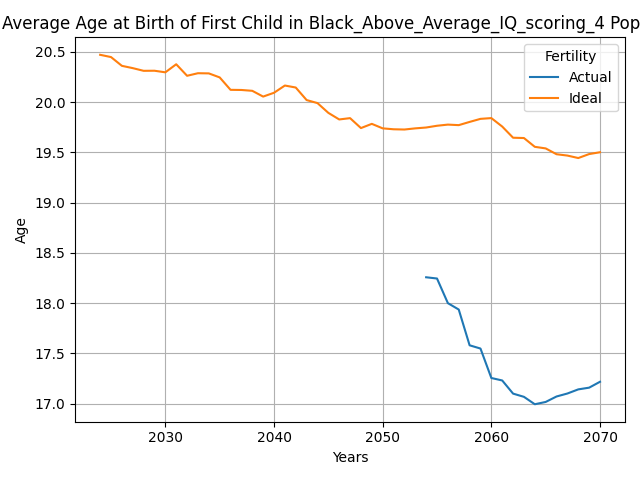 Average Age at Birth of First Child in Black_Above_Average_IQ_scoring_4 Pop
Fertility
Actual
Ideal
20.5
20.0
19.5
19.0
18.5
18.0
17.5
17.0
Age
2030
2040
2050
2060
2070
Years